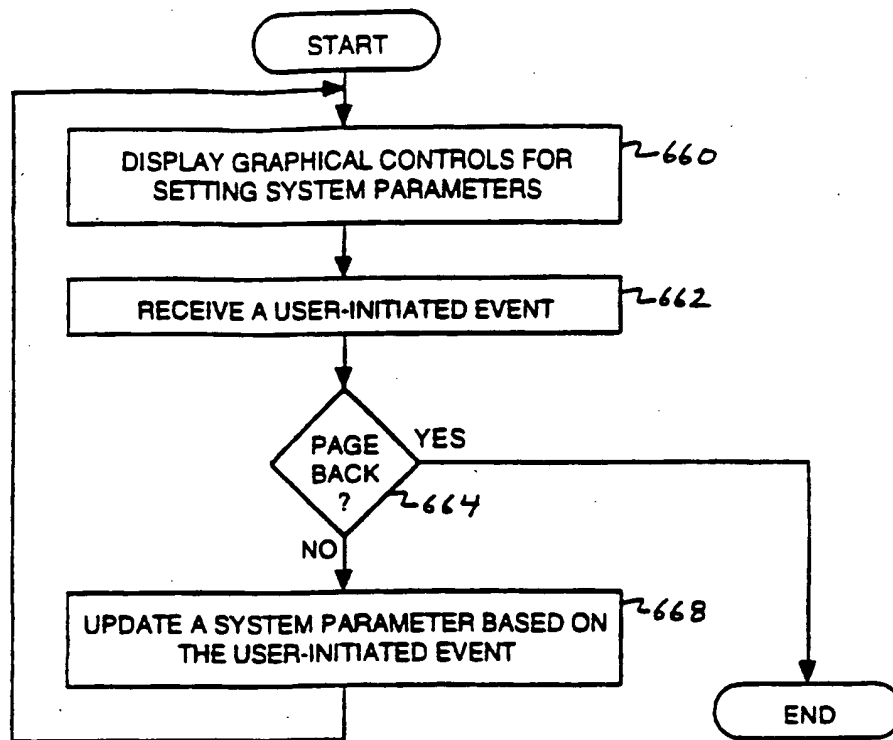 START
DISPLAY GRAPHICAL CONTROLS FOR
SETTING SYSTEM PARAMETERS
660
RECEIVE A USER-INITIATED EVENT
662
PAGE
BACK
?
YES
664
NO
UPDATE A SYSTEM PARAMETER BASED ON
THE USER-INITIATED EVENT
668
END